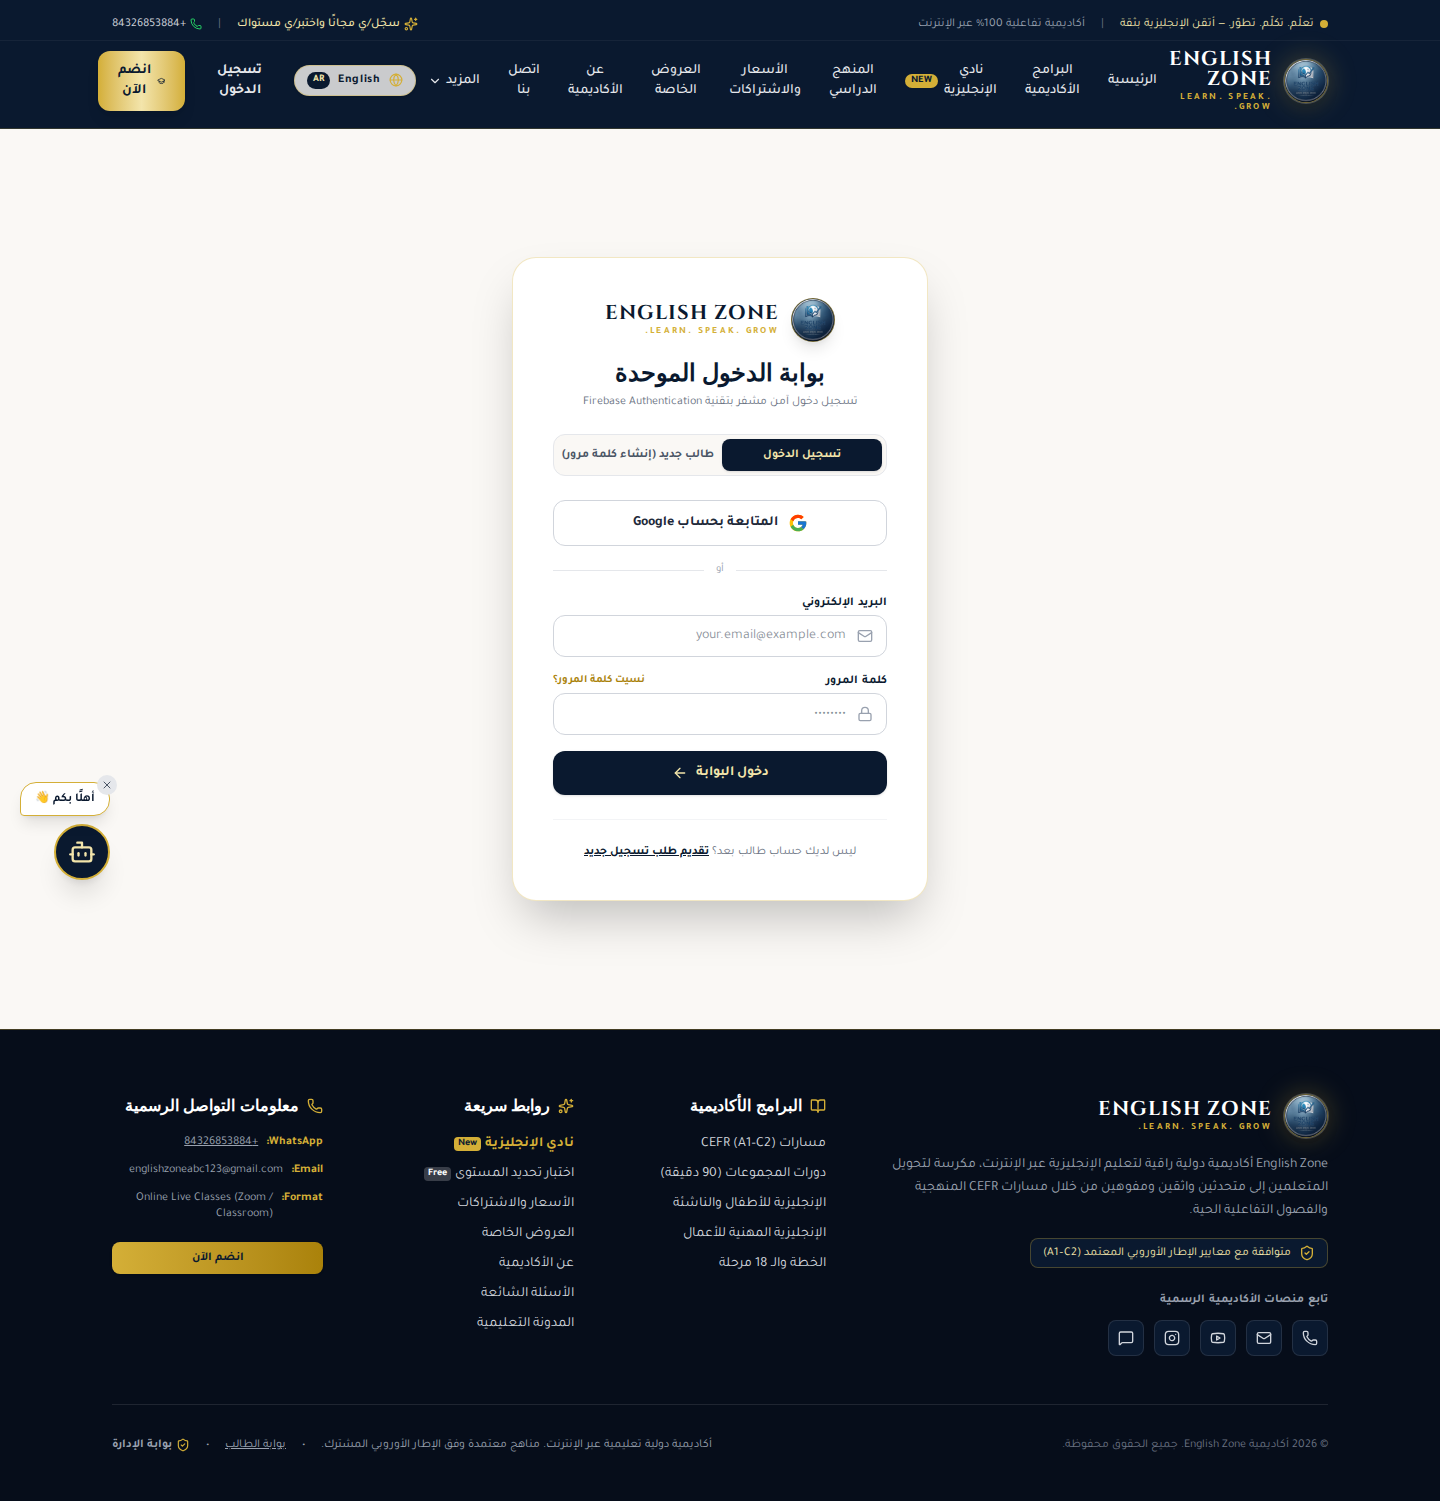 تعلّم. تكلّم. تطوّر. – أتقن الإنجليزية بثقة | أكاديمية تفاعلية 100% عبر الإنترنت
سجّل/ي مجانًا واختبر/ي مستواك | +84326853884
ENGLISH ZONE
LEARN. SPEAK. GROW.
الرئيسية
البرامج الأكاديمية
نادي الإنجليزية NEW
المنهج الدراسي
الأسعار والاشتراكات
العروض الخاصة
عن الأكاديمية
اتصل بنا
المزيد
English AR
تسجيل الدخول
انضم الآن
ENGLISH ZONE
LEARN. SPEAK. GROW.
بوابة الدخول الموحدة
تسجيل دخول آمن مشفر بتقنية Firebase Authentication
تسجيل الدخول
طالب جديد (إنشاء كلمة مرور)
المتابعة بحساب Google
أو
البريد الإلكتروني
your.email@example.com
كلمة المرور
نسيت كلمة المرور؟
••••••••
دخول البوابة
ليس لديك حساب طالب بعد؟ تقديم طلب تسجيل جديد
أهلًا بكم 👋
ENGLISH ZONE
LEARN. SPEAK. GROW.
English Zone أكاديمية دولية راقية لتعليم الإنجليزية عبر الإنترنت، مكرسة لتحويل
المتعلمين إلى متحدثين واثقين ومفوهين من خلال مسارات CEFR المنهجية
والفصول التفاعلية الحية.
متوافقة مع معايير الإطار الأوروبي المعتمد (A1-C2)
تابع منصات الأكاديمية الرسمية
البرامج الأكاديمية
مسارات CEFR (A1-C2)
دورات المجموعات (90 دقيقة)
الإنجليزية للأطفال والناشئة
الإنجليزية المهنية للأعمال
الخطة والـ 18 مرحلة
روابط سريعة
نادي الإنجليزية New
اختبار تحديد المستوى Free
الأسعار والاشتراكات
العروض الخاصة
عن الأكاديمية
الأسئلة الشائعة
المدونة التعليمية
معلومات التواصل الرسمية
WhatsApp: +84326853884
Email: englishzoneabc123@gmail.com
Format: Online Live Classes (Zoom /
Classroom)
انضم الآن
© 2026 أكاديمية English Zone. جميع الحقوق محفوظة.
أكاديمية دولية تعليمية عبر الإنترنت. مناهج معتمدة وفق الإطار الأوروبي المشترك. • بوابة الطالب • بوابة الإدارة